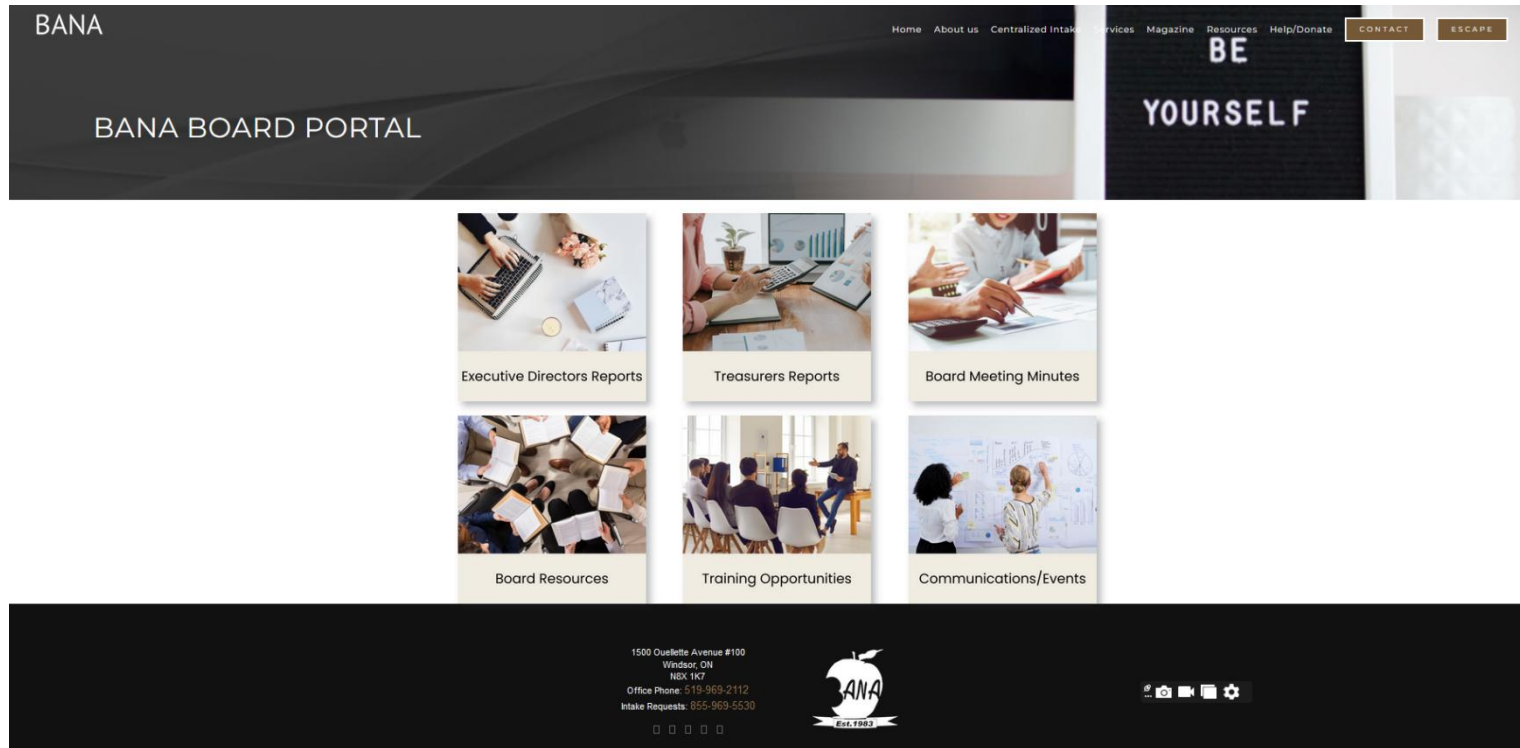 BANA
Home About us Centralized Intake Services Magazine Resources Help/Donate CONTACT ESCAPE
BE
YOURSELF
BANA BOARD PORTAL
Executive Directors Reports
Treasurers Reports
Board Meeting Minutes
Board Resources
Training Opportunities
Communications/Events
1500 Ouellette Avenue #100
Windsor, ON
N8X 1K7
Office Phone: 519-969-2112
Intake Requests: 855-969-5530
BANA
Est.1983